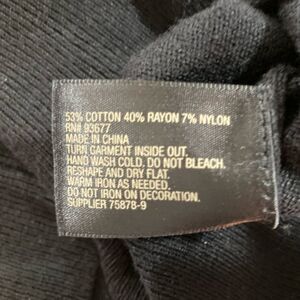 53% COTTON 40% RAYON 7% NYLON
RN# 93677
MADE IN CHINA
TURN GARMENT INSIDE OUT.
HAND WASH COLD. DO NOT BLEACH.
RESHAPE AND DRY FLAT.
WARM IRON AS NEEDED.
DO NOT IRON ON DECORATION.
SUPPLIER 75878-9